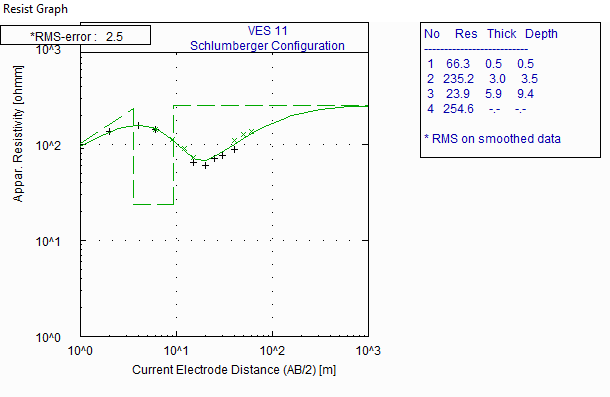 Resist Graph
*RMS-error : 2.5
VES 11
Schlumberger Configuration
10^3
10^2
10^1
10^0
Appar. Resistivity [ohmm]
10^0 10^1 10^2 10^3
Current Electrode Distance (AB/2) [m]
No Res Thick Depth
--------------------------
1 66.3 0.5 0.5
2 235.2 3.0 3.5
3 23.9 5.9 9.4
4 254.6 -.- -.-
* RMS on smoothed data